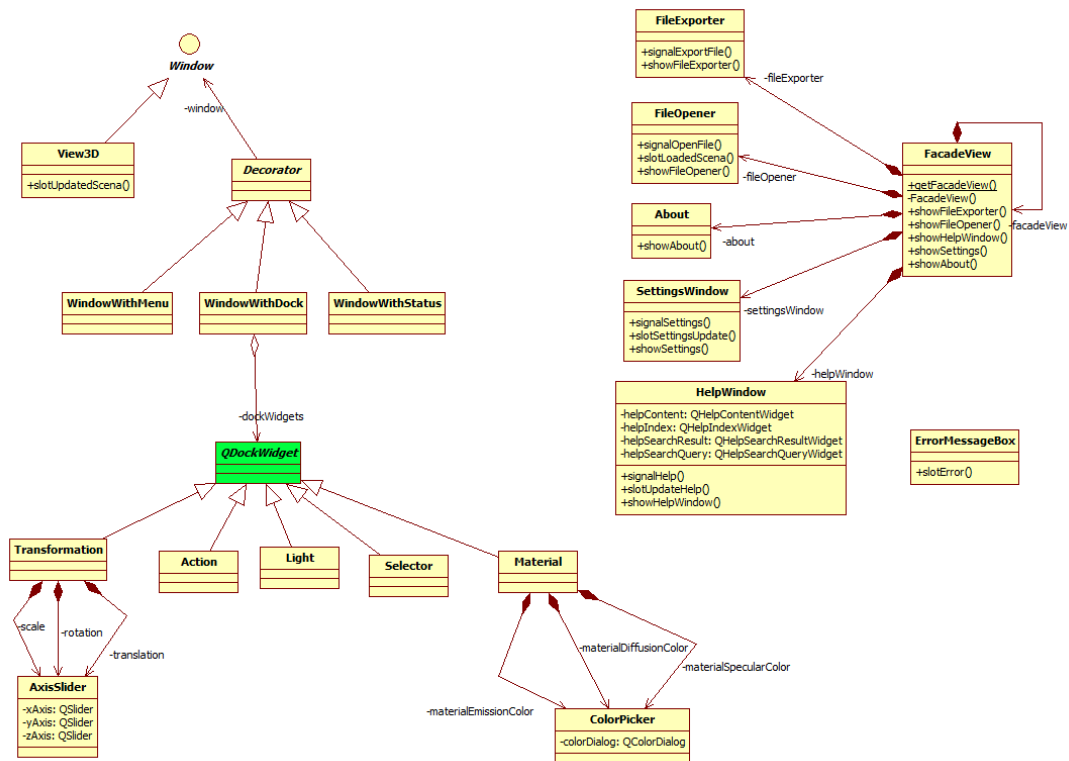 Window
-window
View3D
+slotUpdatedScena()
Decorator
WindowWithMenu
WindowWithDock
WindowWithStatus
-dockWidgets
QDockWidget
Transformation
Action
Light
Selector
Material
-scale
-rotation
-translation
AxisSlider
-xAxis: QSlider
-yAxis: QSlider
-zAxis: QSlider
-materialDiffusionColor
-materialSpecularColor
-materialEmissionColor
ColorPicker
-colorDialog: QColorDialog
FileExporter
+signalExportFile()
+showFileExporter()
-fileExporter
FileOpener
+signalOpenFile()
+slotLoadedScena()
+showFileOpener()
-fileOpener
About
+showAbout()
-about
SettingsWindow
+signalSettings()
+slotSettingsUpdate()
+showSettings()
-settingsWindow
FacadeView
+getFacadeView()
-FacadeView()
+showFileExporter()
+showFileOpener()
+showHelpWindow()
+showSettings()
+showAbout()
-facadeView
-helpWindow
HelpWindow
-helpContent: QHelpContentWidget
-helpIndex: QHelpIndexWidget
-helpSearchResult: QHelpSearchResultWidget
-helpSearchQuery: QHelpSearchQueryWidget
+signalHelp()
+slotUpdateHelp()
+showHelpWindow()
ErrorMessageBox
+slotError()